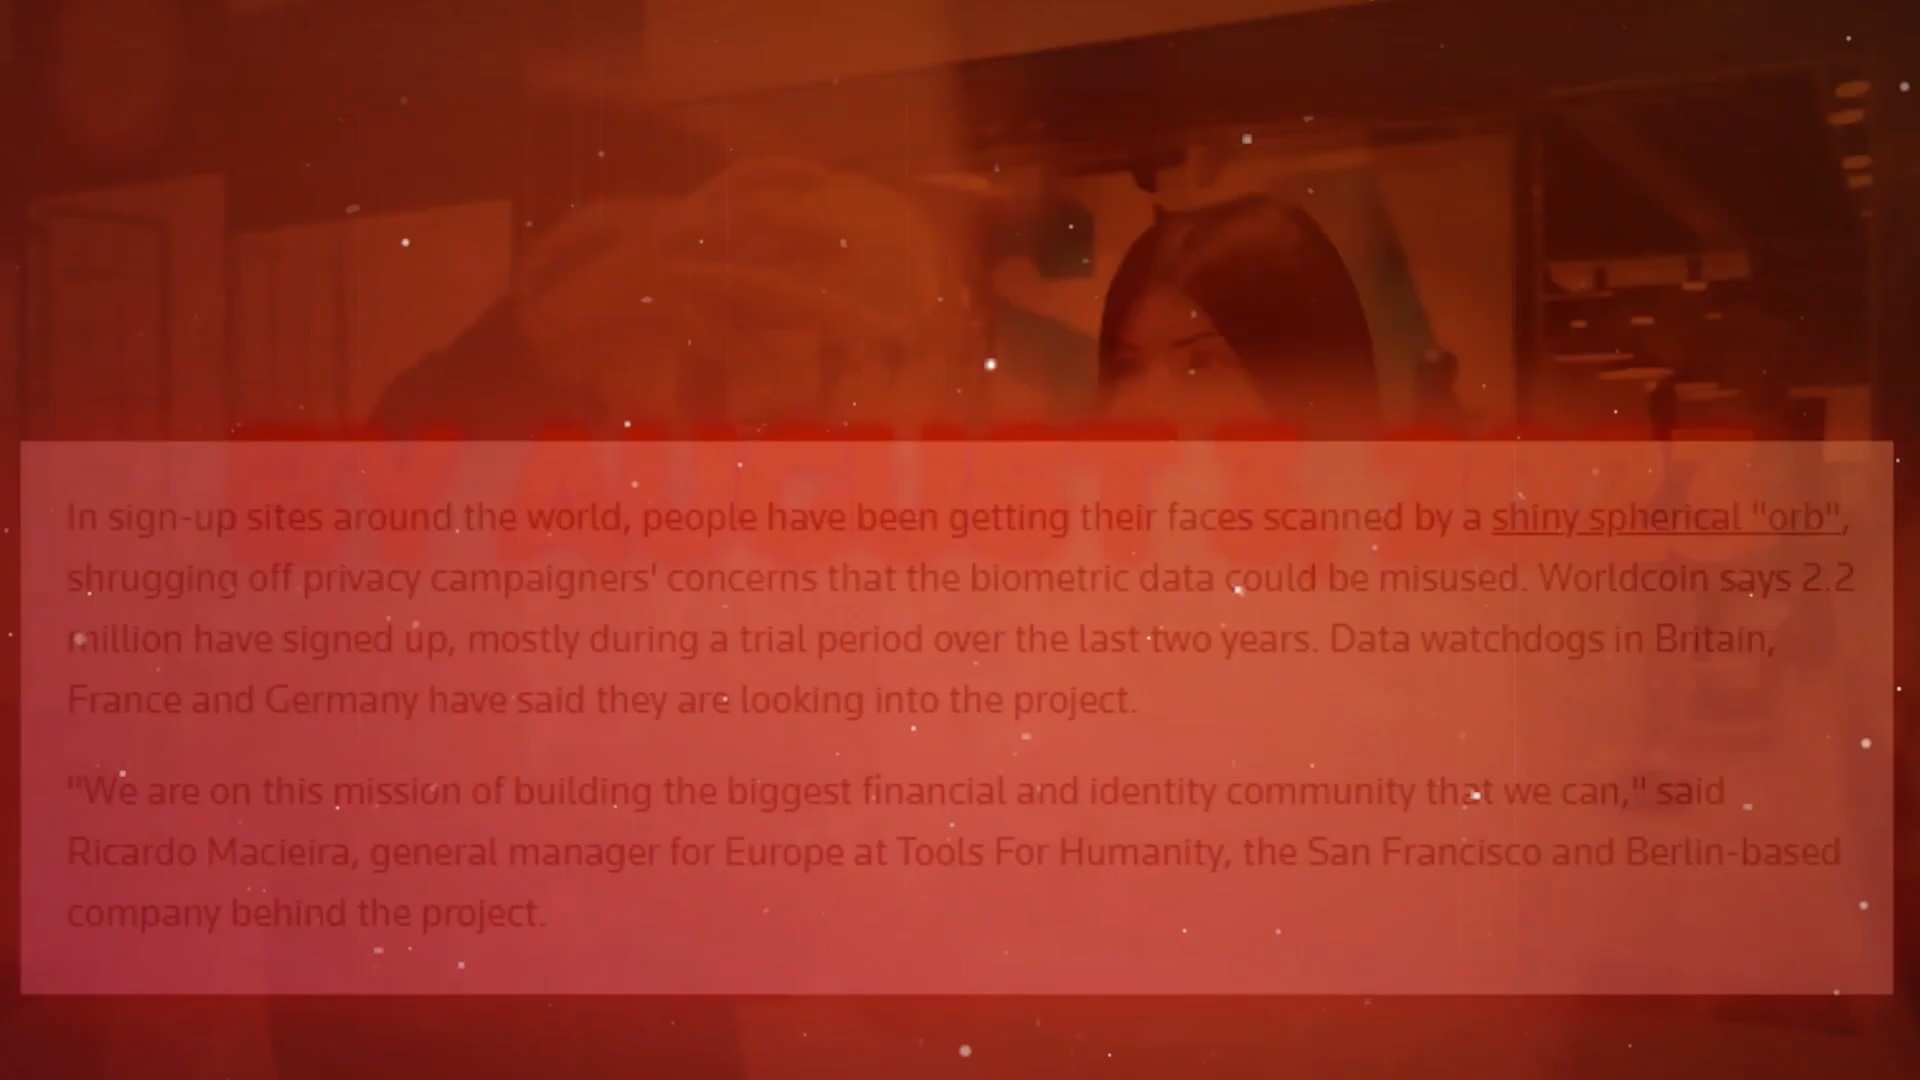 In sign-up sites around the world, people have been getting their faces scanned by a shiny spherical "orb",
shrugging off privacy campaigners' concerns that the biometric data could be misused. Worldcoin says 2.2
million have signed up, mostly during a trial period over the last two years. Data watchdogs in Britain,
France and Germany have said they are looking into the project.
"We are on this mission of building the biggest financial and identity community that we can," said
Ricardo Macieira, general manager for Europe at Tools For Humanity, the San Francisco and Berlin-based
company behind the project.